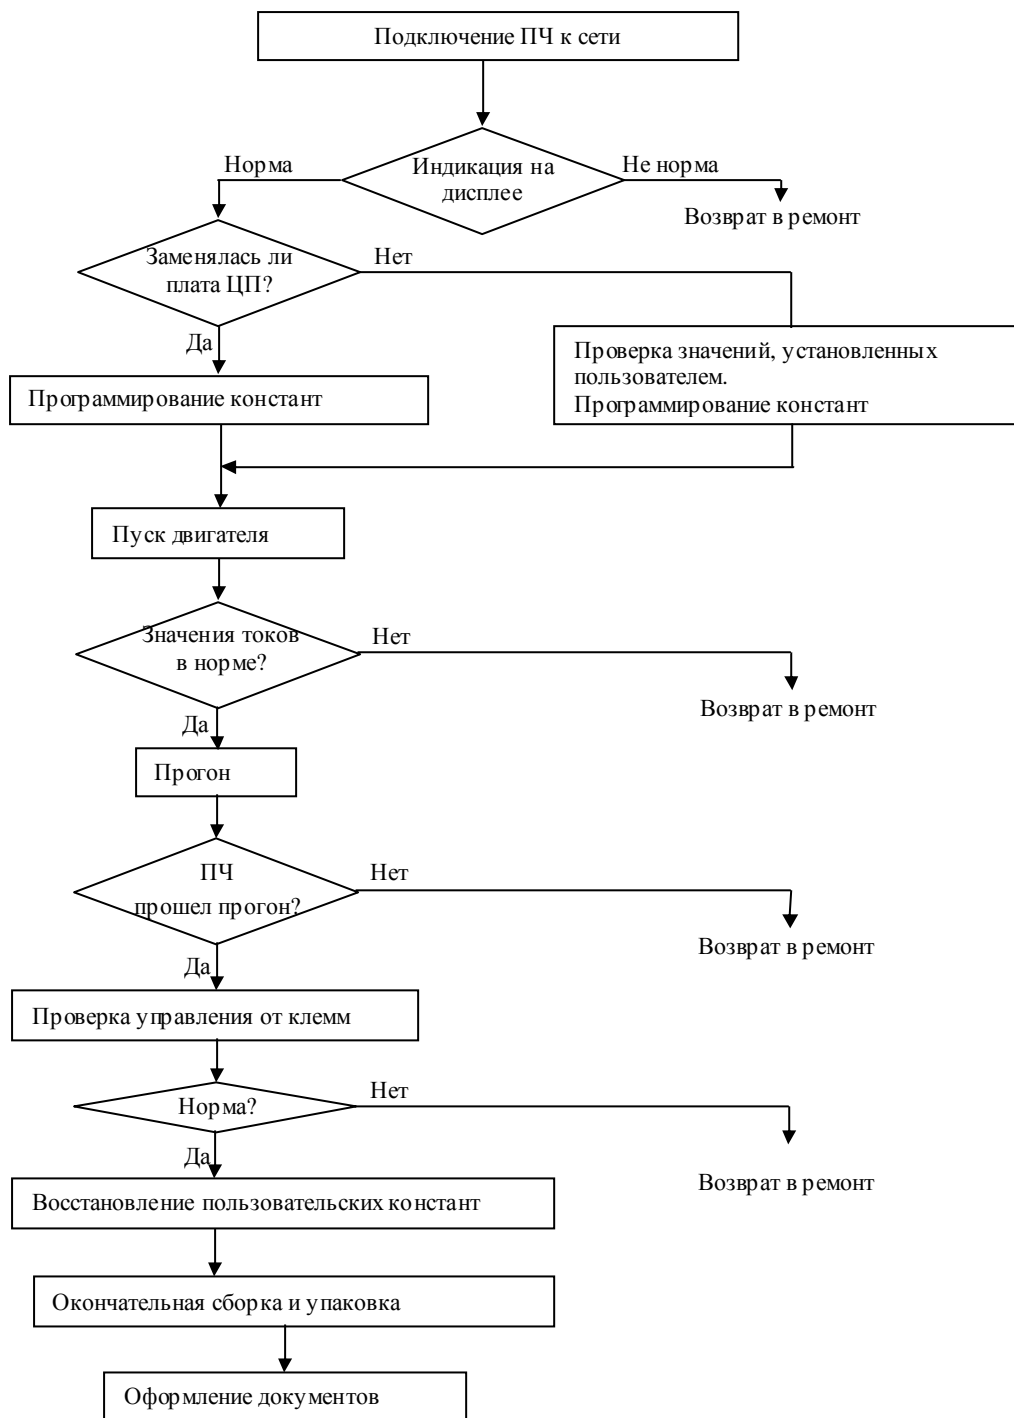 Подключение ПЧ к сети
Индикация на
дисплее
Норма
Не норма
Возврат в ремонт
Заменялась ли
плата ЦП?
Нет
Да
Проверка значений, установленных
пользователем.
Программирование констант
Программирование констант
Пуск двигателя
Значения токов
в норме?
Нет
Возврат в ремонт
Да
Прогон
ПЧ
прошел прогон?
Нет
Возврат в ремонт
Да
Проверка управления от клемм
Норма?
Нет
Да
Возврат в ремонт
Восстановление пользовательских констант
Окончательная сборка и упаковка
Оформление документов